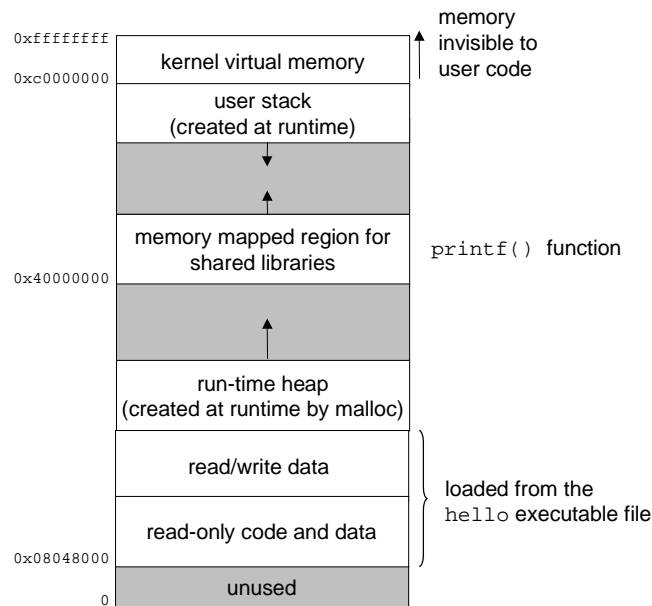 memory
invisible to
user code
0xffffffff
kernel virtual memory
0xc0000000
user stack
(created at runtime)
memory mapped region for
shared libraries
printf() function
0x40000000
run-time heap
(created at runtime by malloc)
read/write data
loaded from the
hello executable file
read-only code and data
0x08048000
unused
0